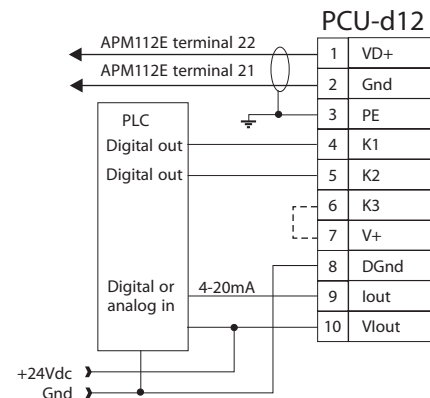 PCU-d12
APM112E terminal 22
1 VD+
APM112E terminal 21
2 Gnd
3 PE
PLC
Digital out
4 K1
Digital out
5 K2
6 K3
7 V+
8 DGnd
Digital or
analog in
4-20mA
9 Iout
10 VIout
+24Vdc
Gnd